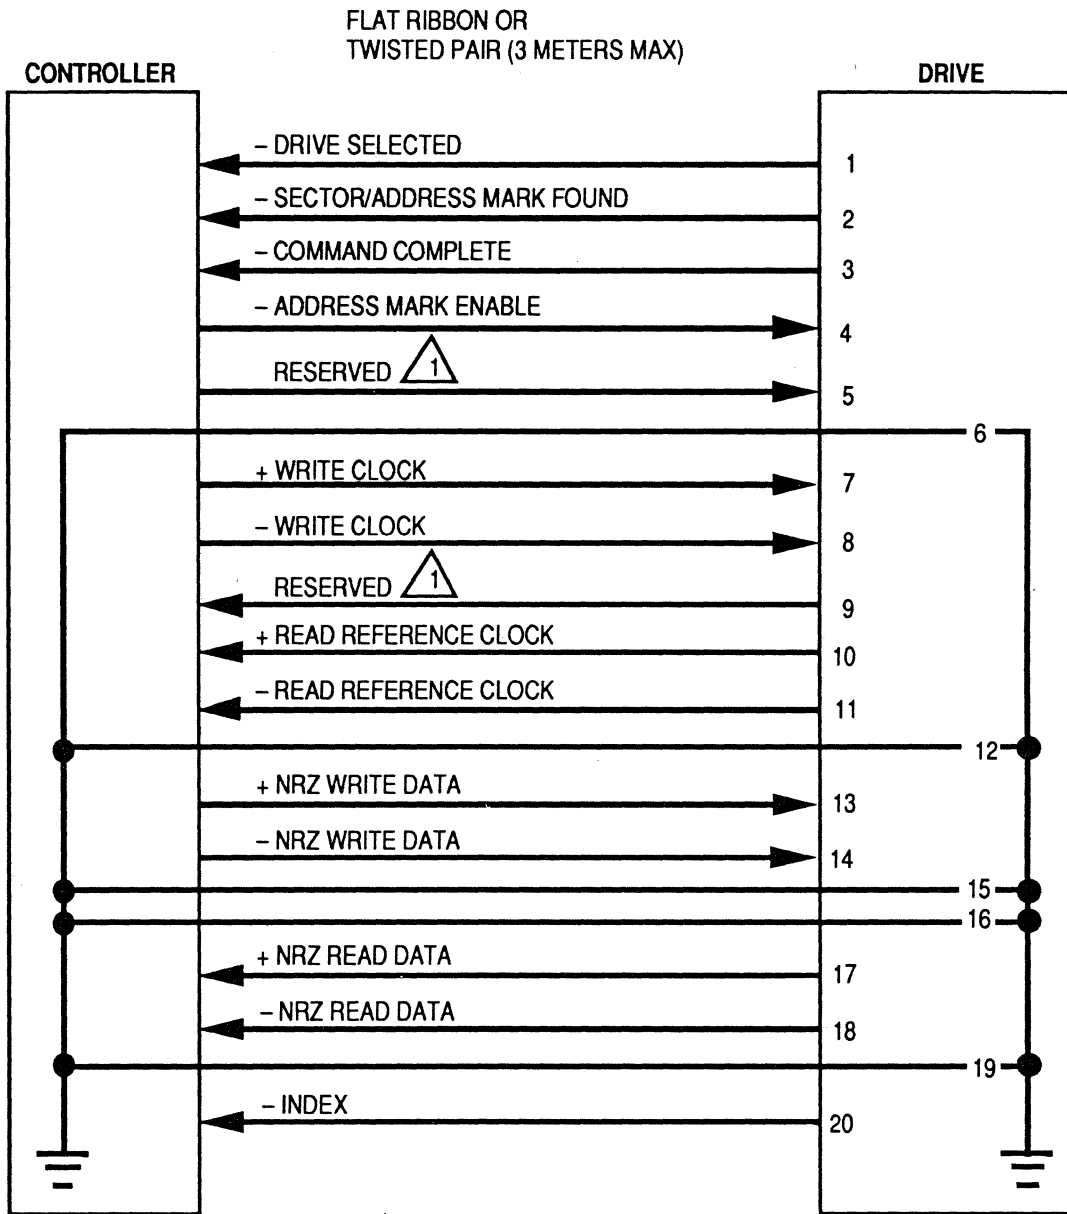 FLAT RIBBON OR
TWISTED PAIR (3 METERS MAX)
CONTROLLER
DRIVE
– DRIVE SELECTED
1
– SECTOR/ADDRESS MARK FOUND
2
– COMMAND COMPLETE
3
– ADDRESS MARK ENABLE
4
RESERVED 1
5
6
+ WRITE CLOCK
7
– WRITE CLOCK
8
RESERVED 1
9
+ READ REFERENCE CLOCK
10
– READ REFERENCE CLOCK
11
12
+ NRZ WRITE DATA
13
– NRZ WRITE DATA
14
15
16
+ NRZ READ DATA
17
– NRZ READ DATA
18
19
– INDEX
20